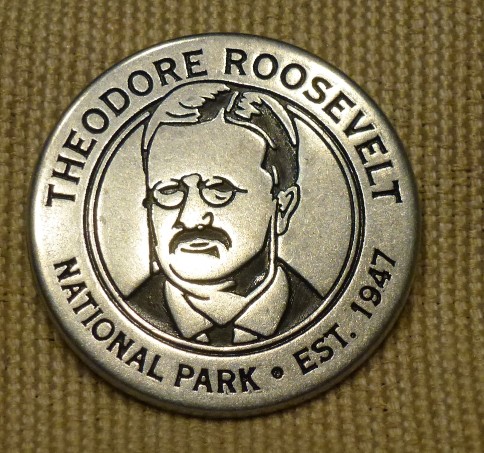 THEODORE ROOSEVELT
NATIONAL PARK • EST. 1947